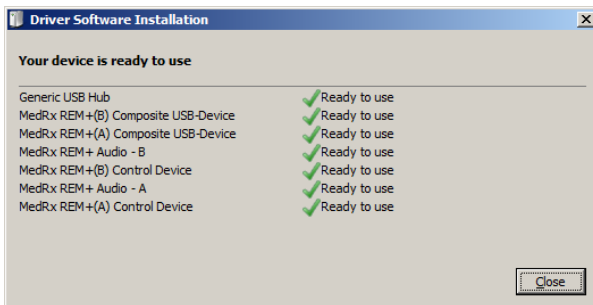 Driver Software Installation
Your device is ready to use
Generic USB Hub Ready to use
MedRx REM+(B) Composite USB-Device Ready to use
MedRx REM+(A) Composite USB-Device Ready to use
MedRx REM+ Audio - B Ready to use
MedRx REM+(B) Control Device Ready to use
MedRx REM+ Audio - A Ready to use
MedRx REM+(A) Control Device Ready to use
Close